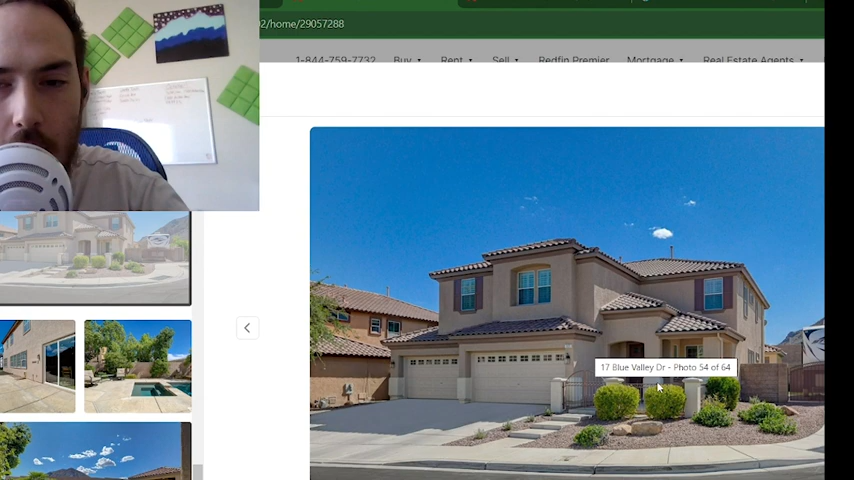 02/home/29057288
1-844-759-7732 Buy Rent Sell Redfin Premier Mortgage Real Estate Agents
17 Blue Valley Dr - Photo 54 of 64